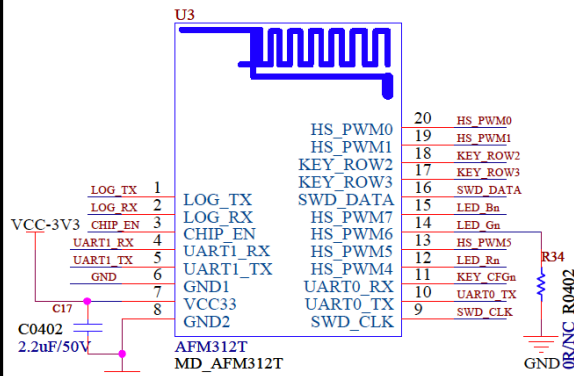 U3
HS_PWM0 20 HS_PWM0
HS_PWM1 19 HS_PWM1
KEY_ROW2 18 KEY_ROW2
KEY_ROW3 17 KEY_ROW3
LOG_TX 1 LOG_TX SWD_DATA 16 SWD_DATA
LOG_RX 2 LOG_RX HS_PWM7 15 LED_Bn
VCC-3V3 CHIP_EN 3 CHIP_EN HS_PWM6 14 LED_Gn
UART1_RX 4 UART1_RX HS_PWM5 13 HS_PWM5
UART1_TX 5 UART1_TX HS_PWM4 12 LED_Rn
GND 6 GND1 UART0_RX 11 KEY_CFGn
7 VCC33 UART0_TX 10 UART0_TX
8 GND2 SWD_CLK 9 SWD_CLK
C17
C0402
2.2uF/50V
AFM312T
MD_AFM312T
R34
0R/NC R0402
GND